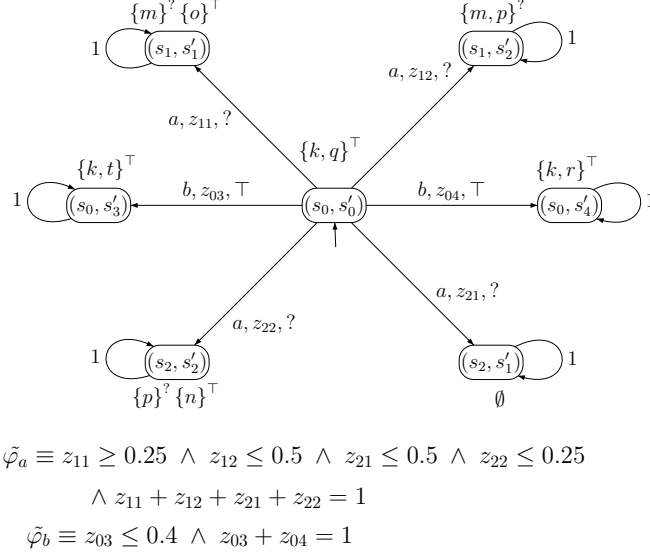 {m}? {o}⊤
{m, p}?
1 (s₁, s′₁)
(s₁, s′₂) 1
a, z₁₁, ?
a, z₁₂, ?
{k, q}⊤
{k, t}⊤
{k, r}⊤
1 (s₀, s′₃) b, z₀₃, ⊤ (s₀, s′₀) b, z₀₄, ⊤ (s₀, s′₄) 1
a, z₂₂, ?
a, z₂₁, ?
1 (s₂, s′₂)
(s₂, s′₁) 1
{p}? {n}⊤
∅
φ̃ₐ ≡ z₁₁ ≥ 0.25 ∧ z₁₂ ≤ 0.5 ∧ z₂₁ ≤ 0.5 ∧ z₂₂ ≤ 0.25
∧ z₁₁ + z₁₂ + z₂₁ + z₂₂ = 1
φ̃_b ≡ z₀₃ ≤ 0.4 ∧ z₀₃ + z₀₄ = 1